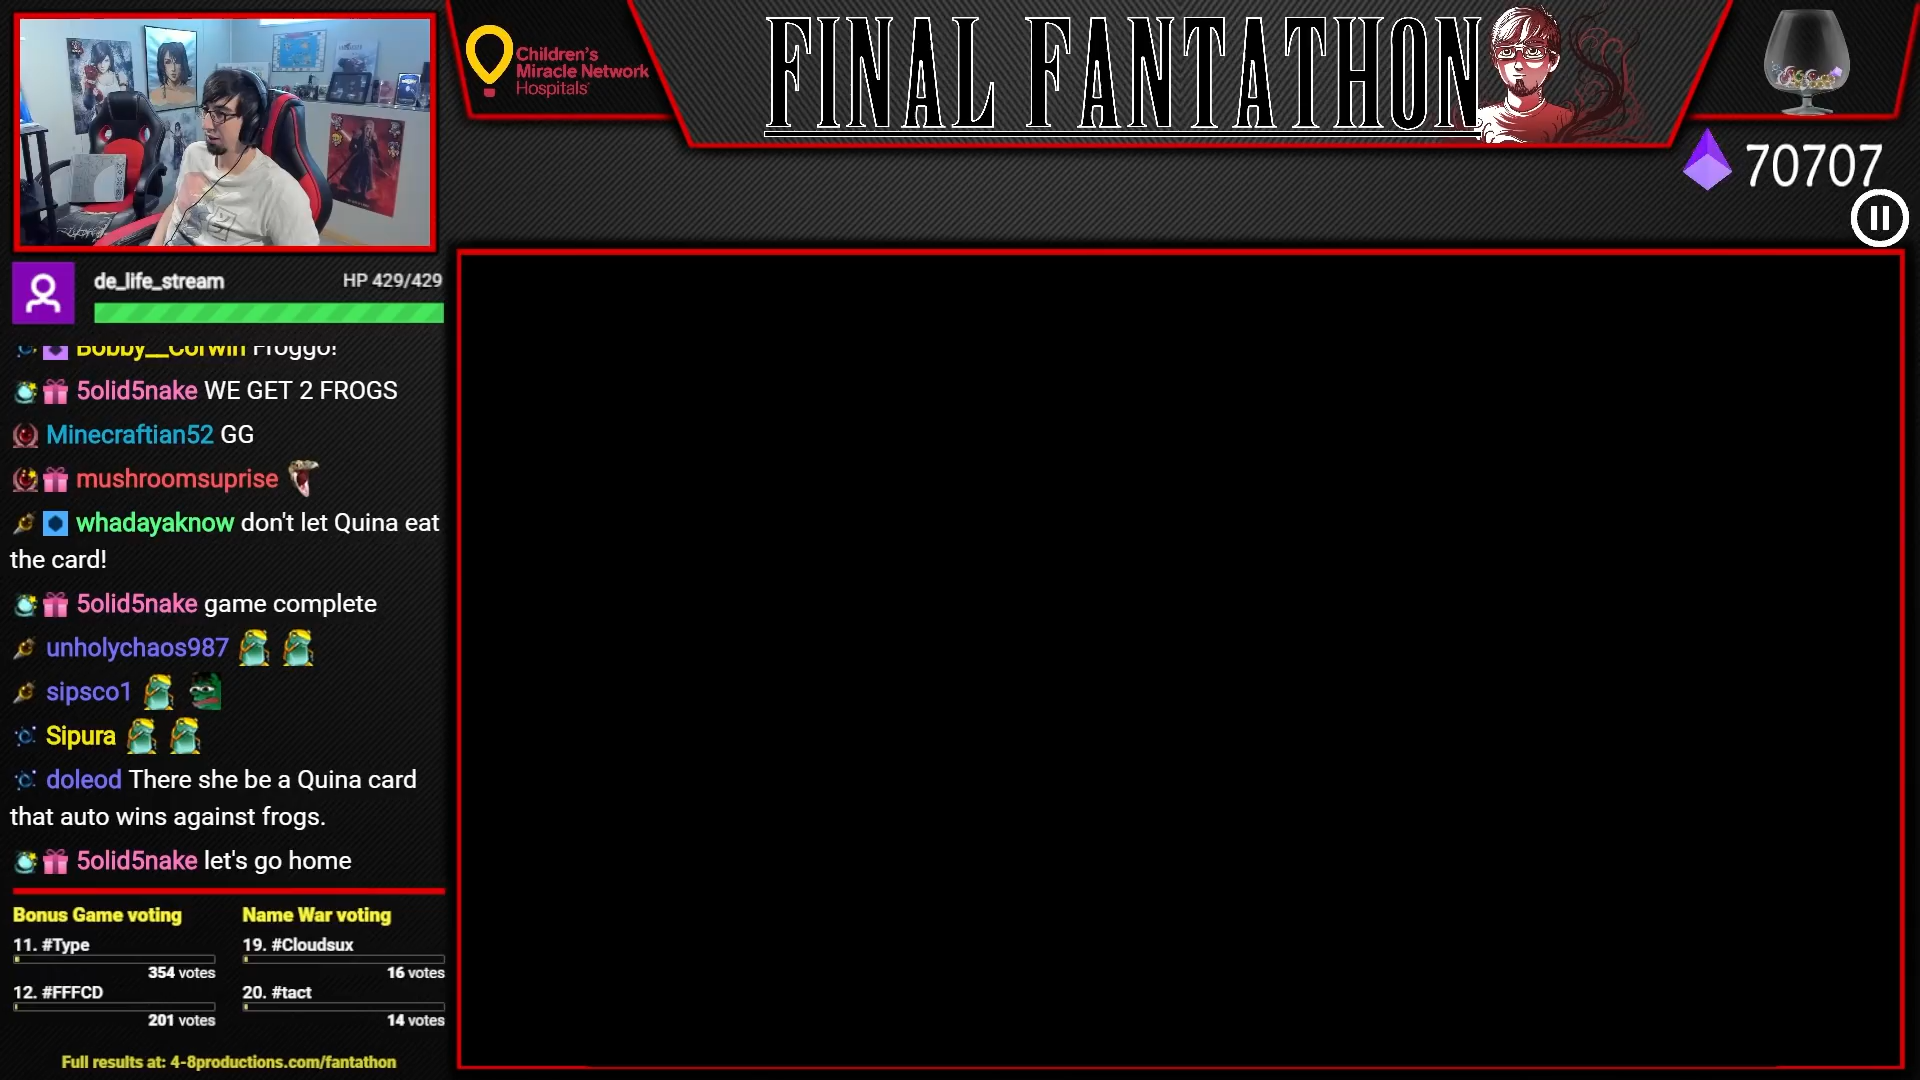 Children's
Miracle Network
Hospitals
FINAL FANTATHON
70707
de_life_stream
HP 429/429
Bobby__Corwin Froggo!
5olid5nake WE GET 2 FROGS
Minecraftian52 GG
mushroomsuprise
whadayaknow don't let Quina eat
the card!
5olid5nake game complete
unholychaos987
sipsco1
Sipura
doleod There she be a Quina card
that auto wins against frogs.
5olid5nake let's go home
Bonus Game voting
11. #Type
354 votes
12. #FFFCD
201 votes
Name War voting
19. #Cloudsux
16 votes
20. #tact
14 votes
Full results at: 4-8productions.com/fantathon